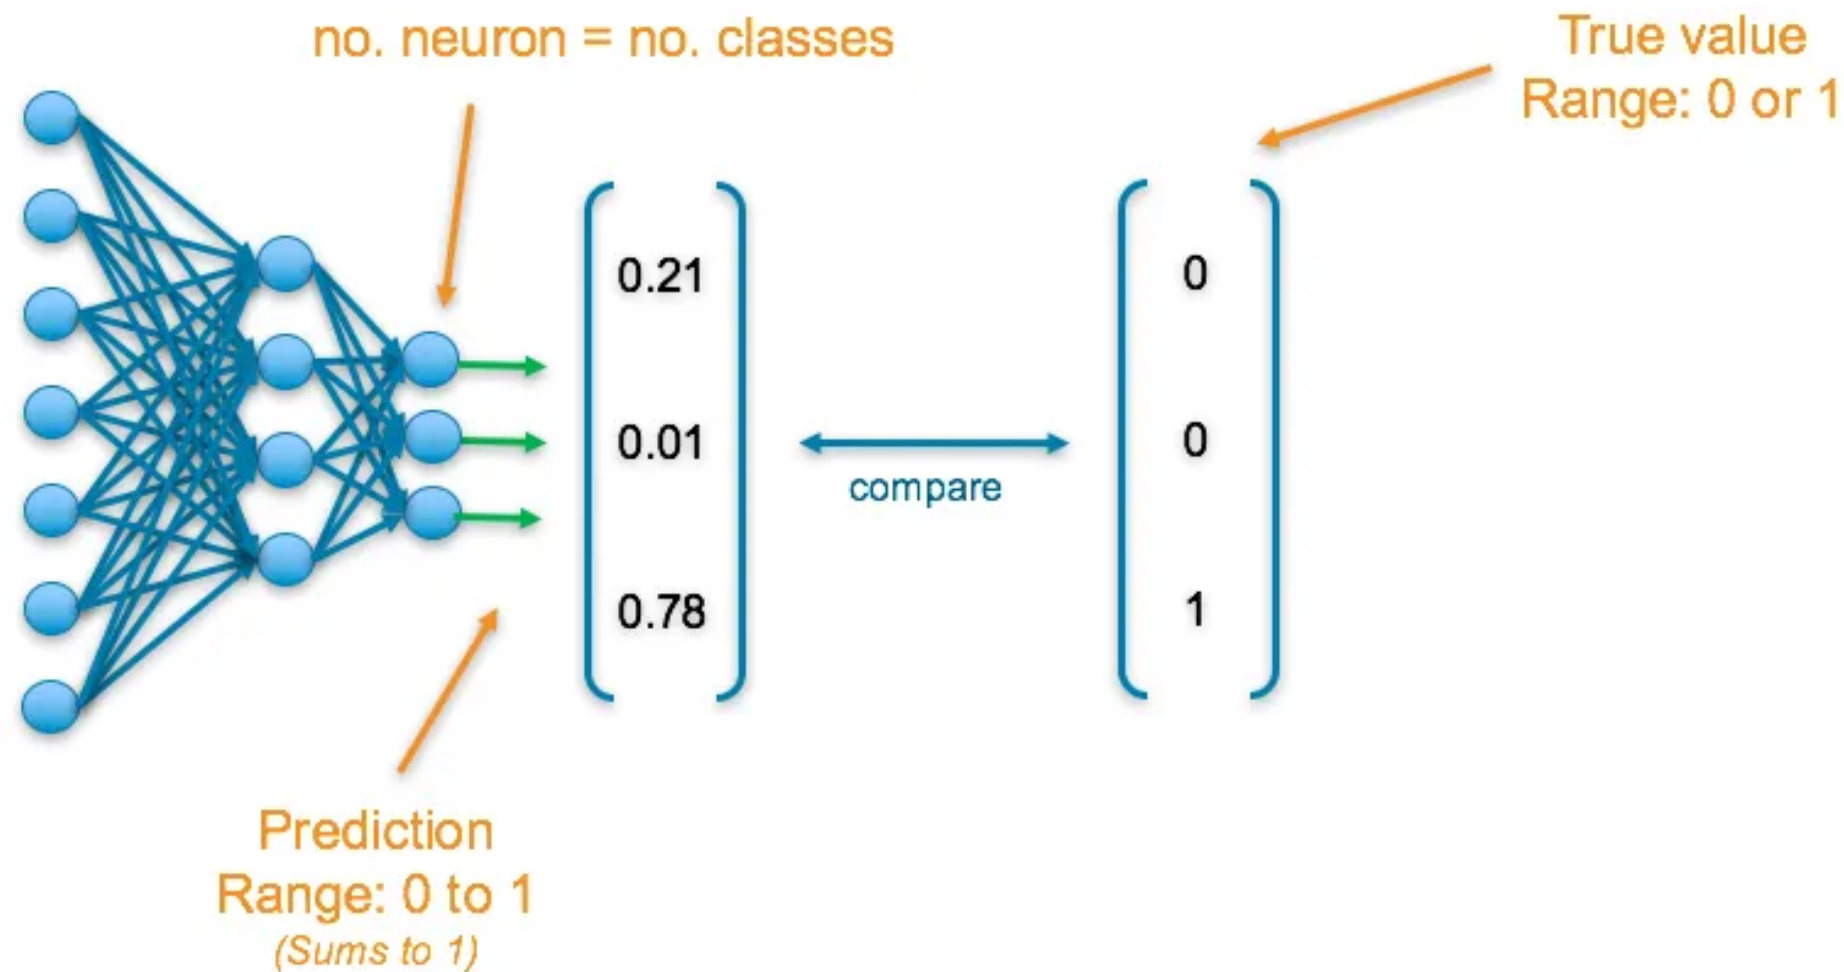 no. neuron = no. classes
True value
Range: 0 or 1
0.21
0.01
0.78
compare
0
0
1
Prediction
Range: 0 to 1
(Sums to 1)